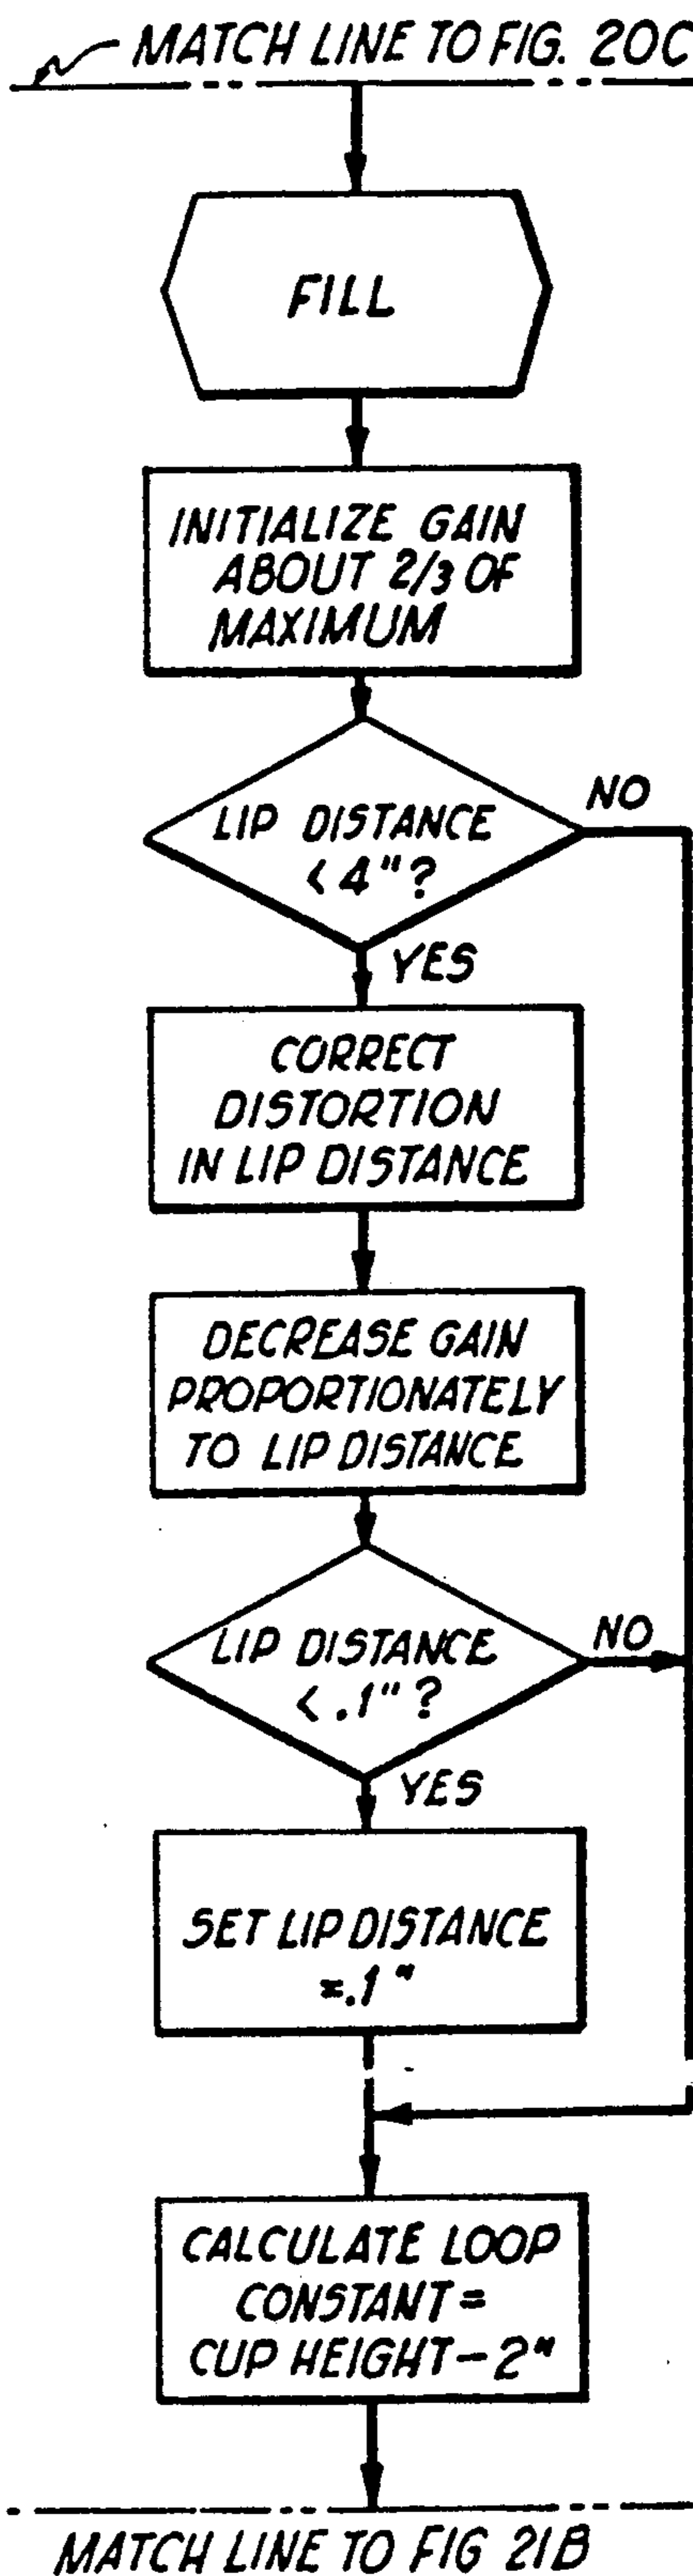 MATCH LINE TO FIG. 20C
FILL
INITIALIZE GAIN
ABOUT 2/3 OF
MAXIMUM
LIP DISTANCE
< 4" ?
NO
YES
CORRECT
DISTORTION
IN LIP DISTANCE
DECREASE GAIN
PROPORTIONATELY
TO LIP DISTANCE
LIP DISTANCE
< .1" ?
NO
YES
SET LIP DISTANCE
=.1"
CALCULATE LOOP
CONSTANT =
CUP HEIGHT - 2"
MATCH LINE TO FIG 21B